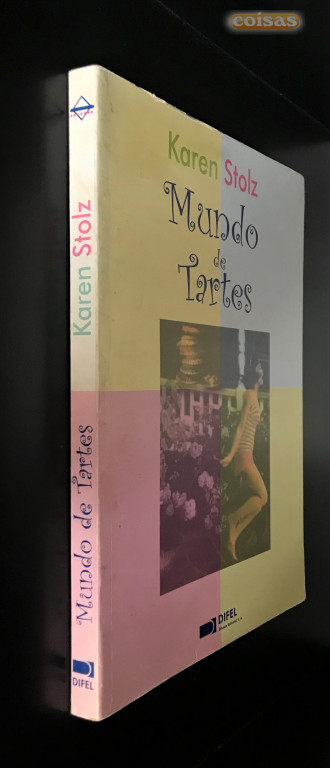 coisas
Karen Stolz
Mundo
de
Tartes
DIFEL
Karen Stolz
Mundo de Tartes
DIFEL